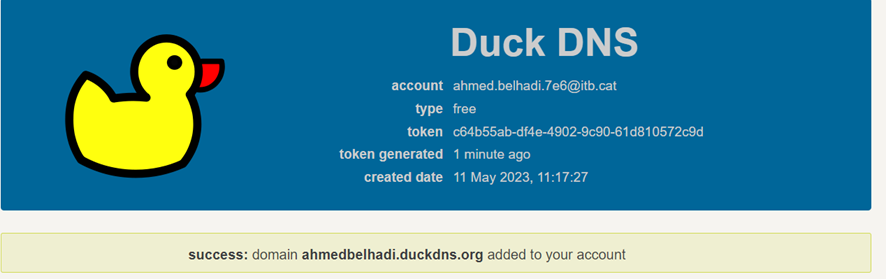 Duck DNS
account ahmed.belhadi.7e6@itb.cat
type free
token c64b55ab-df4e-4902-9c90-61d810572c9d
token generated 1 minute ago
created date 11 May 2023, 11:17:27
success: domain ahmedbelhadi.duckdns.org added to your account